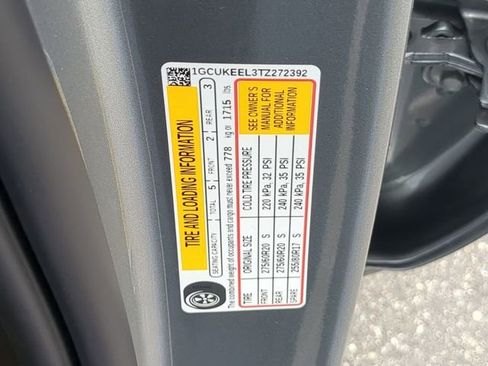 1GCUKEEL3TZ272392
TIRE AND LOADING INFORMATION
SEATING CAPACITY TOTAL 5 FRONT 2 REAR 3
The combined weight of occupants and cargo must never exceed 778 kg or 1715 lbs.
TIRE ORIGINAL SIZE COLD TIRE PRESSURE
FRONT 275/60R20 S 220 kPa, 32 PSI
REAR 275/60R20 S 240 kPa, 35 PSI
SPARE 255/80R17 S 240 kPa, 35 PSI
SEE OWNER'S
MANUAL FOR
ADDITIONAL
INFORMATION